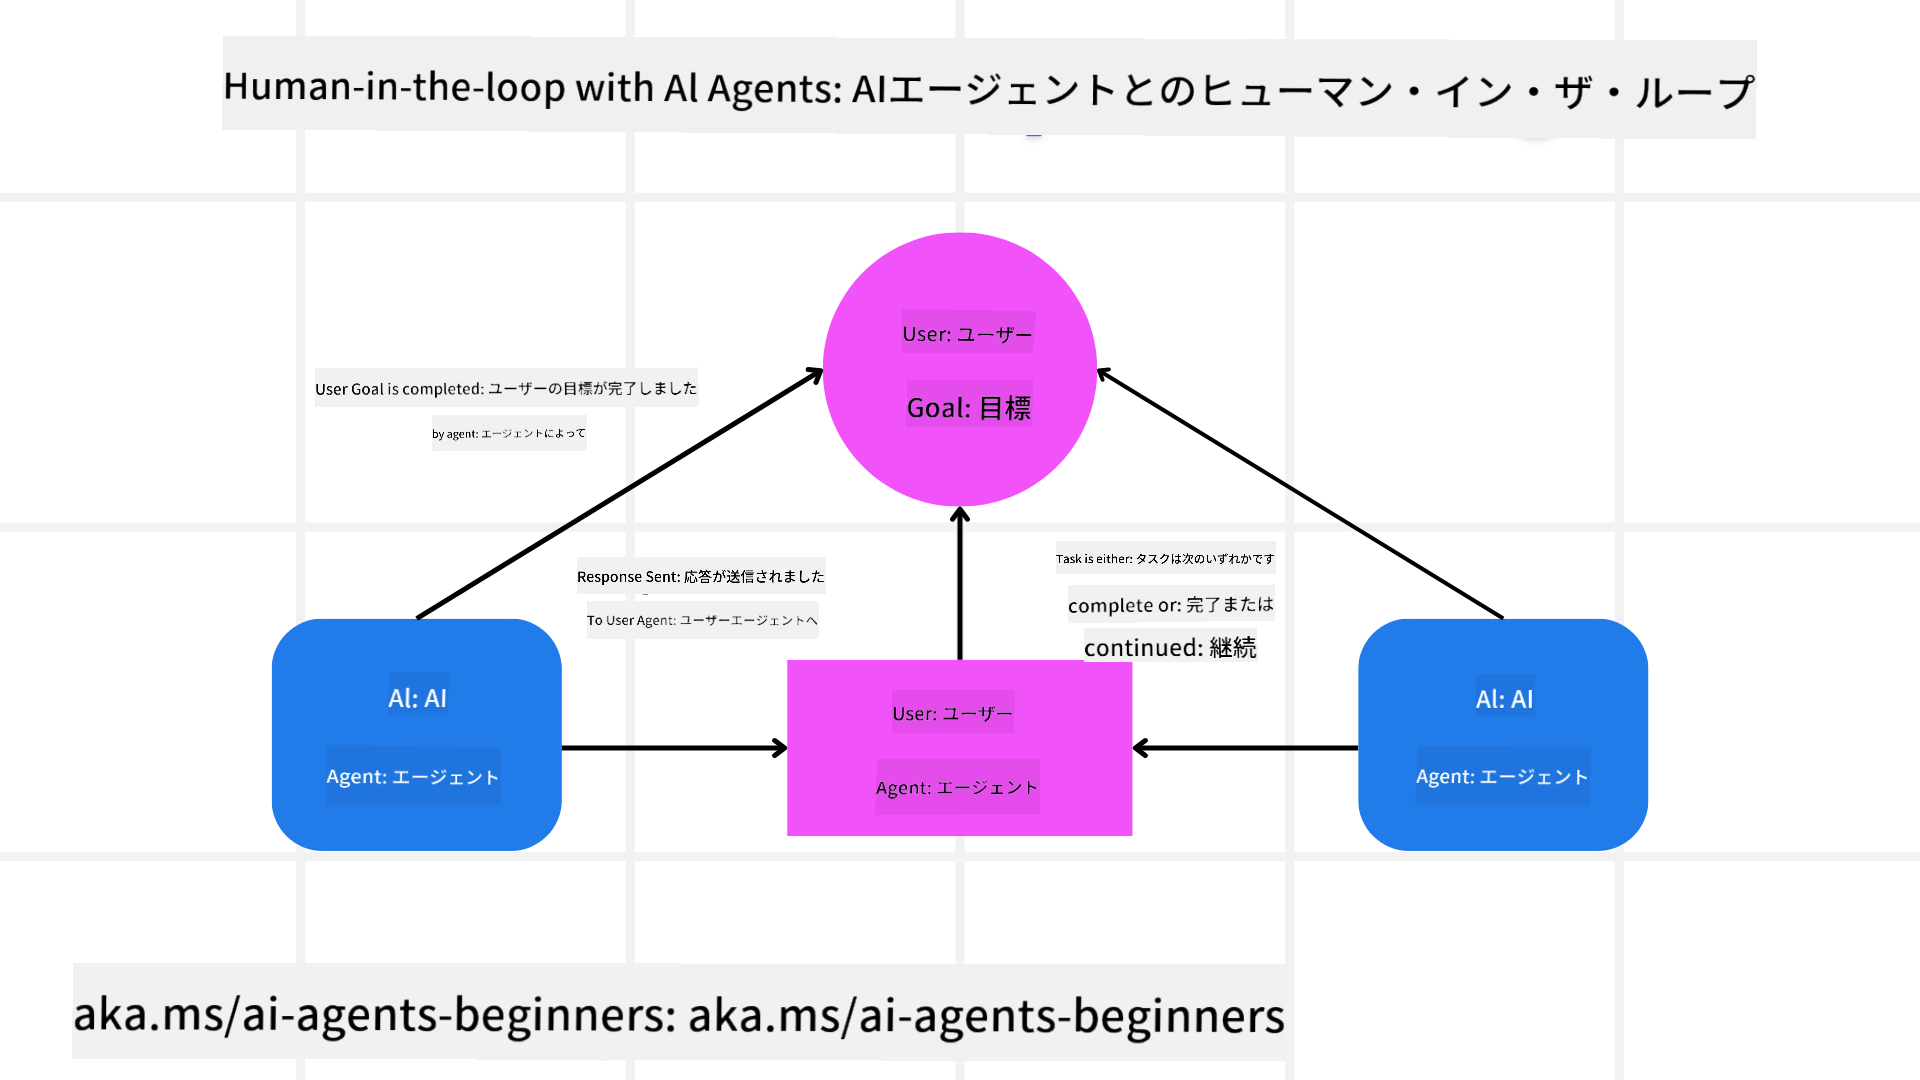 Human-in-the-loop with Al Agents: AIエージェントとのヒューマン・イン・ザ・ループ
User: ユーザー
Goal: 目標
User Goal is completed: ユーザーの目標が完了しました
by agent: エージェントによって
Response Sent: 応答が送信されました
To User Agent: ユーザーエージェントへ
Task is either: タスクは次のいずれかです
complete or: 完了または
continued: 継続
Al: AI
Agent: エージェント
User: ユーザー
Agent: エージェント
Al: AI
Agent: エージェント
aka.ms/ai-agents-beginners: aka.ms/ai-agents-beginners